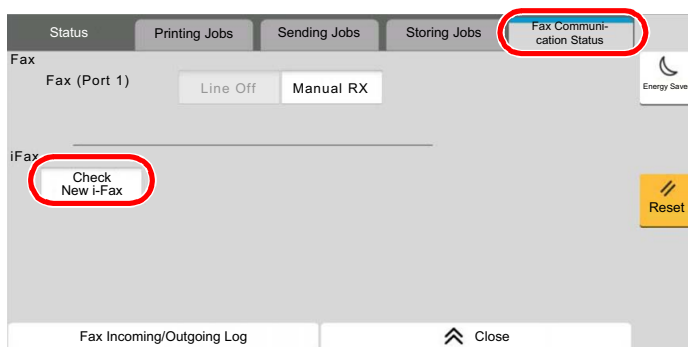 Status
Printing Jobs
Sending Jobs
Storing Jobs
Fax Communi-
cation Status
Fax
Fax (Port 1)
Line Off
Manual RX
Energy Save
iFax
Check
New i-Fax
Reset
Fax Incoming/Outgoing Log
Close